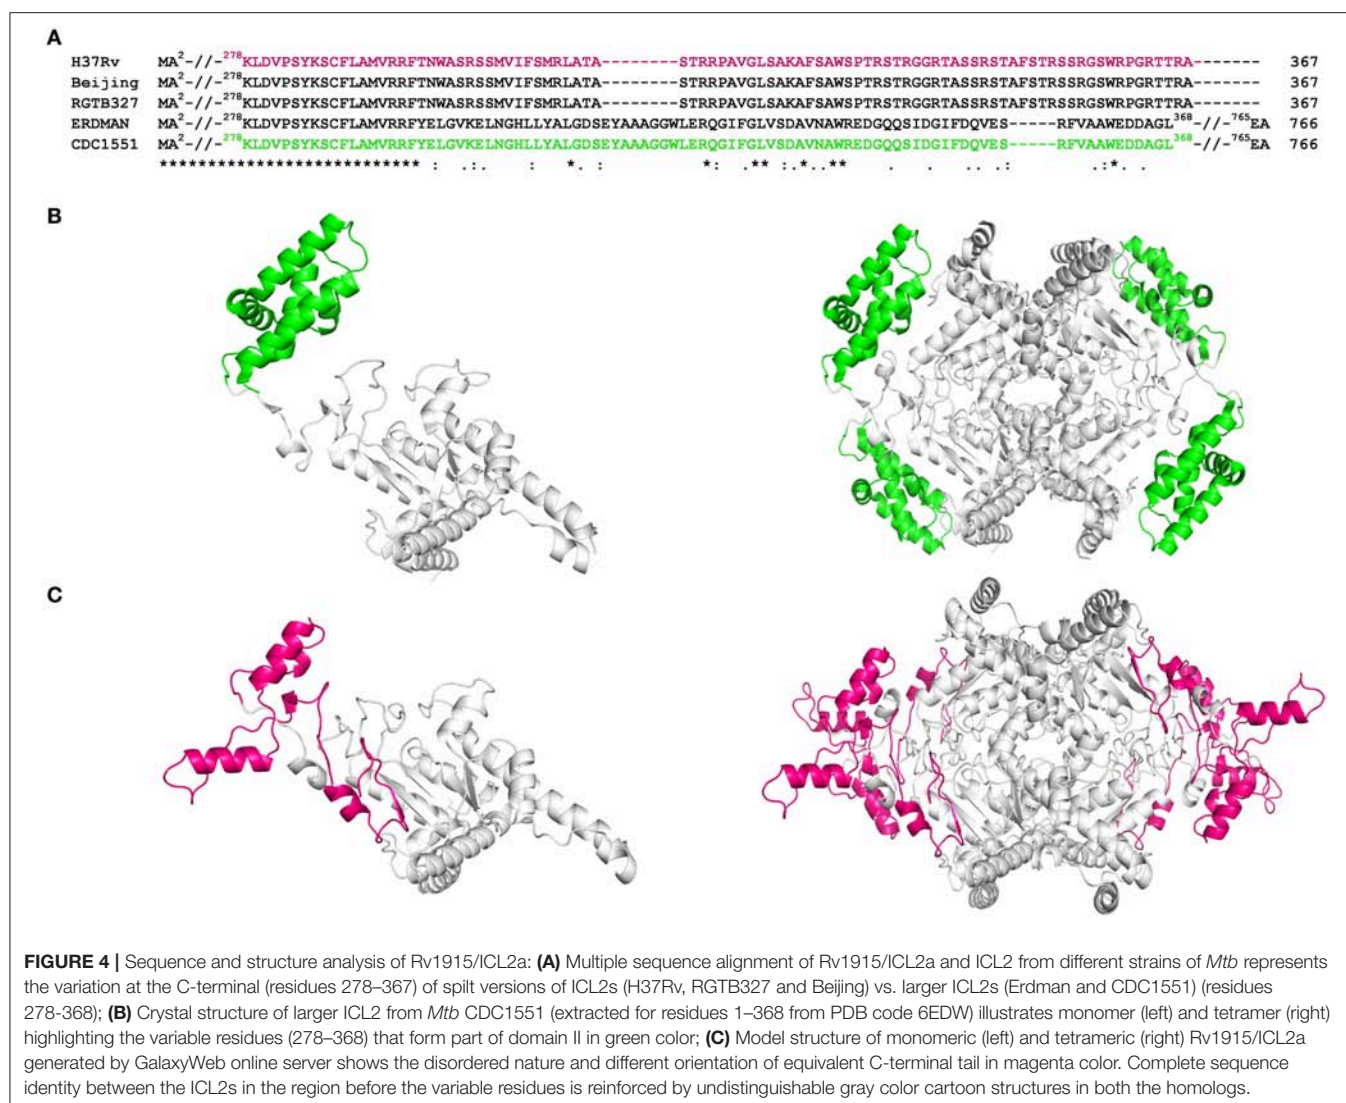 A
H37Rv MA2-//-278KLDVPSYKSCFLAMVRRFTNWASRSSMVIFSMRLATA--------STRRPAVGLSAKAFSAWSPTRSTRGGRTASSRSTAFSTRSSRGSWRPGRTTRA------- 367
Beijing MA2-//-278KLDVPSYKSCFLAMVRRFTNWASRSSMVIFSMRLATA--------STRRPAVGLSAKAFSAWSPTRSTRGGRTASSRSTAFSTRSSRGSWRPGRTTRA------- 367
RGTB327 MA2-//-278KLDVPSYKSCFLAMVRRFTNWASRSSMVIFSMRLATA--------STRRPAVGLSAKAFSAWSPTRSTRGGRTASSRSTAFSTRSSRGSWRPGRTTRA------- 367
ERDMAN MA2-//-278KLDVPSYKSCFLAMVRRFYELGVKELNGHLLYALGDSEYAAAGGWLERQGIFGLVSDAVNAWREDGQQSIDGIFDQVES-----RFVAAWEDDAGL368-//-765EA 766
CDC1551 MA2-//-278KLDVPSYKSCFLAMVRRFYELGVKELNGHLLYALGDSEYAAAGGWLERQGIFGLVSDAVNAWREDGQQSIDGIFDQVES-----RFVAAWEDDAGL368-//-765EA 766
************************* : .:. *. : *: ** .:*..** . . . : .:*. .
B
C
FIGURE 4 | Sequence and structure analysis of Rv1915/ICL2a: (A) Multiple sequence alignment of Rv1915/ICL2a and ICL2 from different strains of Mtb represents
the variation at the C-terminal (residues 278–367) of spilt versions of ICL2s (H37Rv, RGTB327 and Beijing) vs. larger ICL2s (Erdman and CDC1551) (residues
278-368); (B) Crystal structure of larger ICL2 from Mtb CDC1551 (extracted for residues 1–368 from PDB code 6EDW) illustrates monomer (left) and tetramer (right)
highlighting the variable residues (278–368) that form part of domain II in green color; (C) Model structure of monomeric (left) and tetrameric (right) Rv1915/ICL2a
generated by GalaxyWeb online server shows the disordered nature and different orientation of equivalent C-terminal tail in magenta color. Complete sequence
identity between the ICL2s in the region before the variable residues is reinforced by undistinguishable gray color cartoon structures in both the homologs.